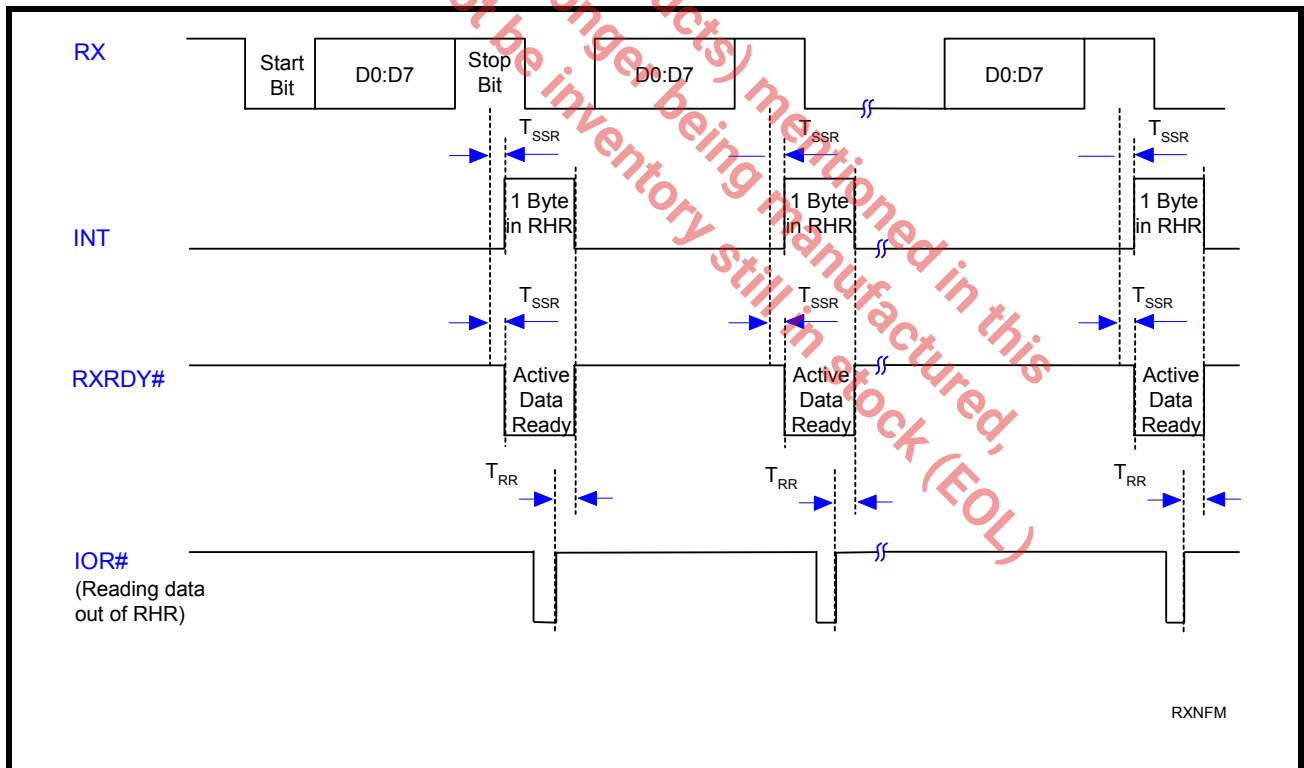 RX
Start
Bit
D0:D7
Stop
Bit
D0:D7
D0:D7
TSSR
TSSR
TSSR
INT
1 Byte
in RHR
1 Byte
in RHR
1 Byte
in RHR
TSSR
TSSR
TSSR
RXRDY#
Active
Data
Ready
Active
Data
Ready
Active
Data
Ready
TRR
TRR
TRR
IOR#
(Reading data
out of RHR)
RXNFM
ucts) mentioned in this
onger being manufactured,
ot be inventory still in stock (EOL)